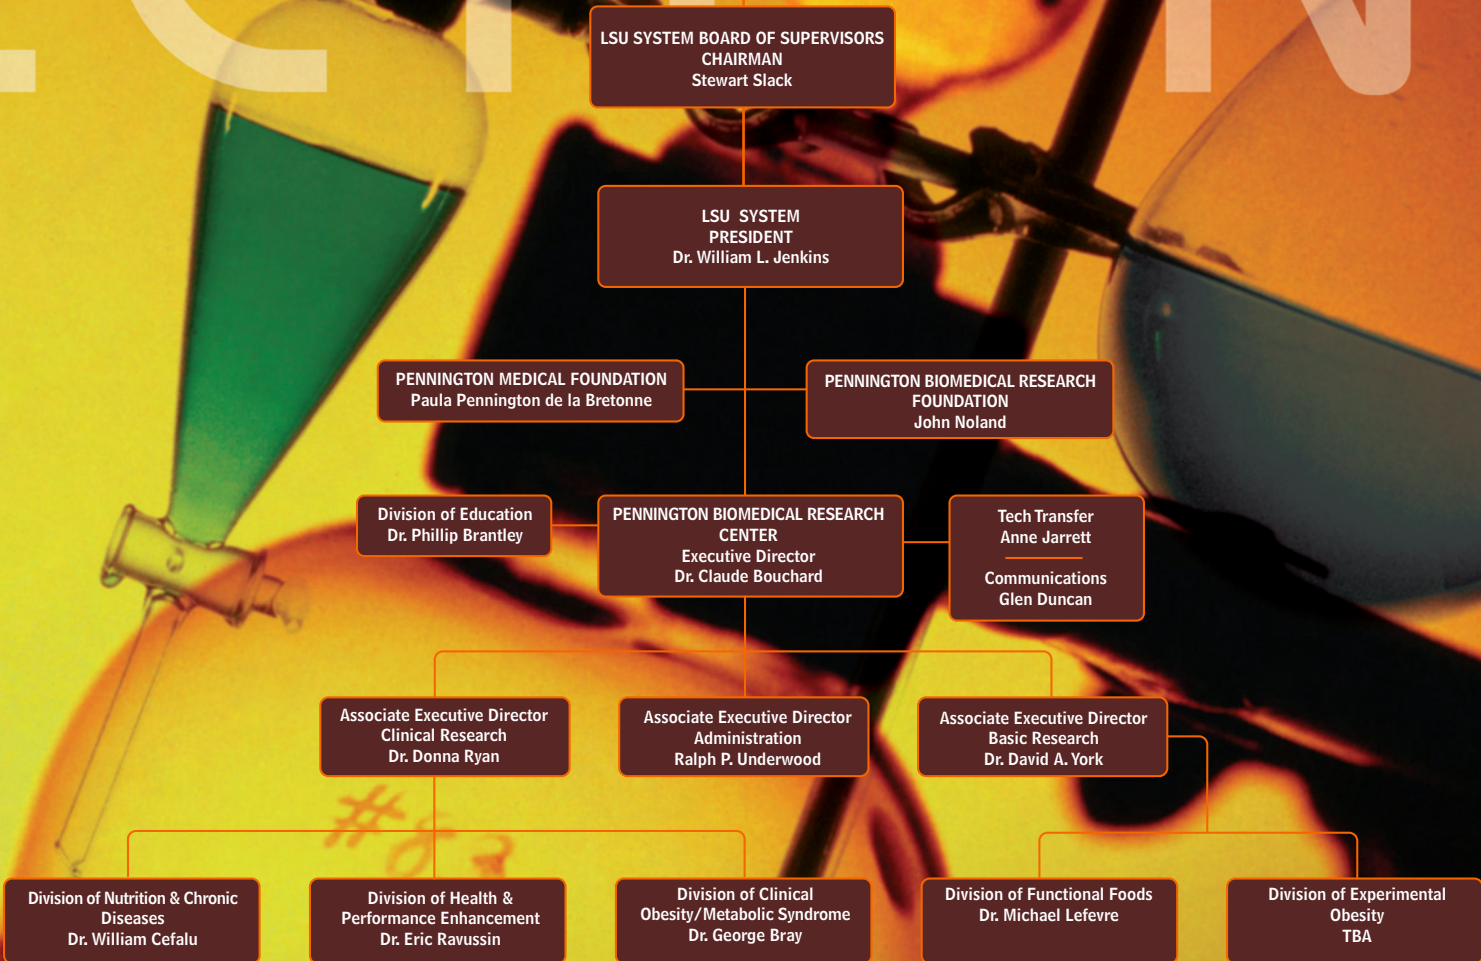 LSU SYSTEM BOARD OF SUPERVISORS
CHAIRMAN
Stewart Slack
LSU SYSTEM
PRESIDENT
Dr. William L. Jenkins
PENNINGTON MEDICAL FOUNDATION
Paula Pennington de la Bretonne
PENNINGTON BIOMEDICAL RESEARCH
FOUNDATION
John Noland
Division of Education
Dr. Phillip Brantley
PENNINGTON BIOMEDICAL RESEARCH
CENTER
Executive Director
Dr. Claude Bouchard
Tech Transfer
Anne Jarrett
Communications
Glen Duncan
Associate Executive Director
Clinical Research
Dr. Donna Ryan
Associate Executive Director
Administration
Ralph P. Underwood
Associate Executive Director
Basic Research
Dr. David A. York
Division of Nutrition & Chronic
Diseases
Dr. William Cefalu
Division of Health &
Performance Enhancement
Dr. Eric Ravussin
Division of Clinical
Obesity/Metabolic Syndrome
Dr. George Bray
Division of Functional Foods
Dr. Michael Lefevre
Division of Experimental
Obesity
TBA